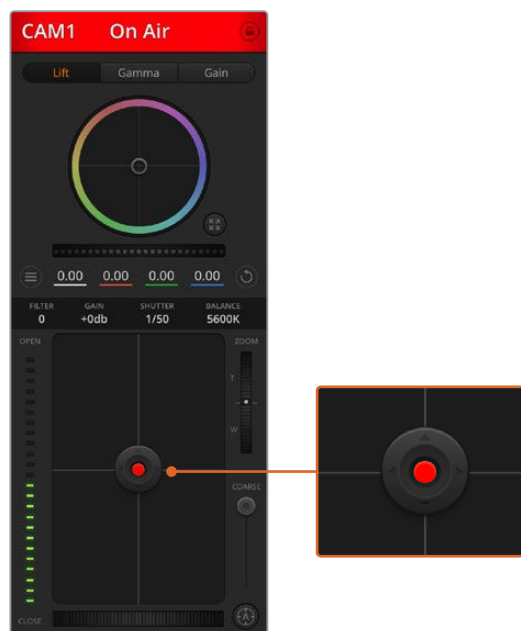 CAM1 On Air
Lift Gamma Gain
0.00 0.00 0.00 0.00
FILTER GAIN SHUTTER BALANCE
0 +0db 1/50 5600K
OPEN ZOOM
T
W
COARSE
CLOSE A